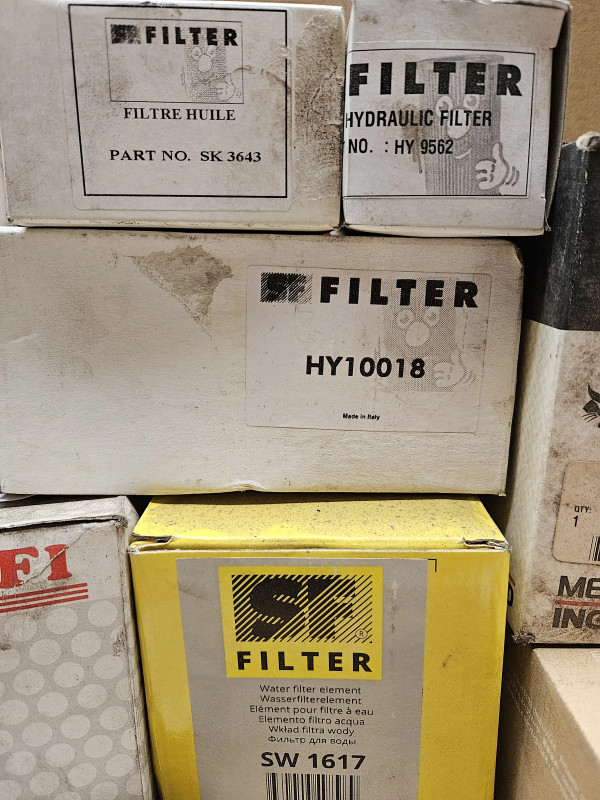 SF FILTER
FILTRE HUILE
PART NO. SK 3643
FILTER
HYDRAULIC FILTER
NO. : HY 9562
SF FILTER
HY10018
Made in Italy
FI
SF
®
FILTER
Water filter element
Wasserfilterelement
Elément pour filtre à eau
Elemento filtro acqua
Wkład filtra wody
Фильтр для воды
SW 1617
QTY:
1
ME
ING